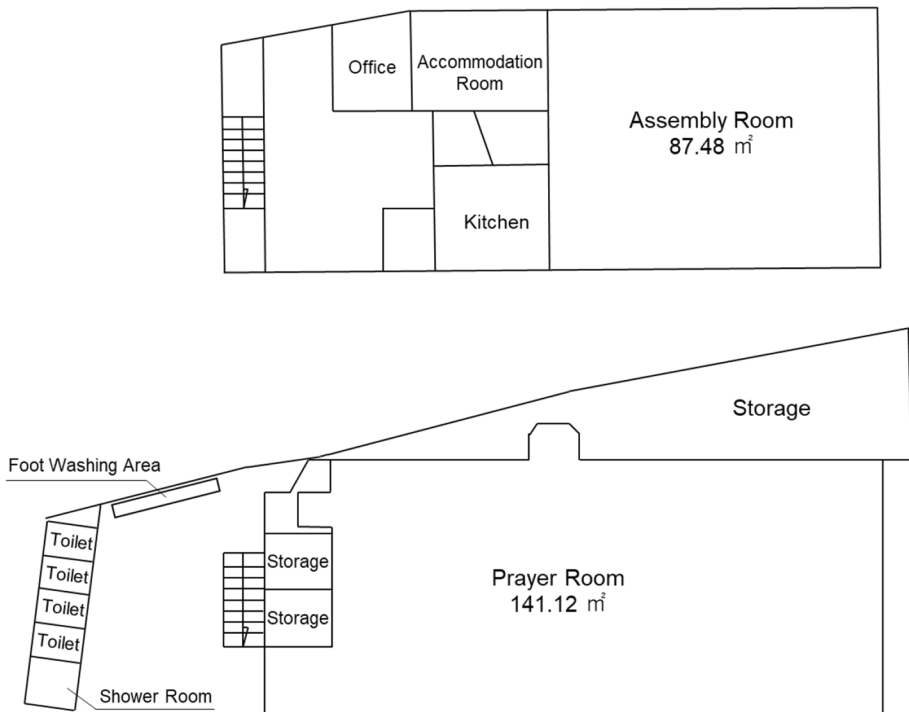 Office
Accommodation
Room
Assembly Room
87.48 ㎡
Kitchen
Storage
Foot Washing Area
Toilet
Toilet
Toilet
Toilet
Storage
Storage
Prayer Room
141.12 ㎡
Shower Room